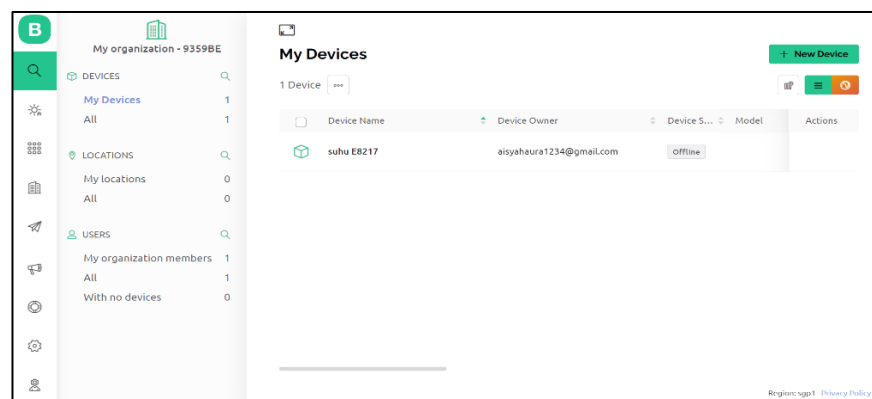 B
My organization - 9359BE
DEVICES
My Devices 1
All 1
LOCATIONS
My locations 0
All 0
USERS
My organization members 1
All 1
With no devices 0
My Devices
+ New Device
1 Device
Device Name Device Owner Device S... Model Actions
suhu E8217 aisyahaura1234@gmail.com Offline
Region: sgp1 Privacy Policy